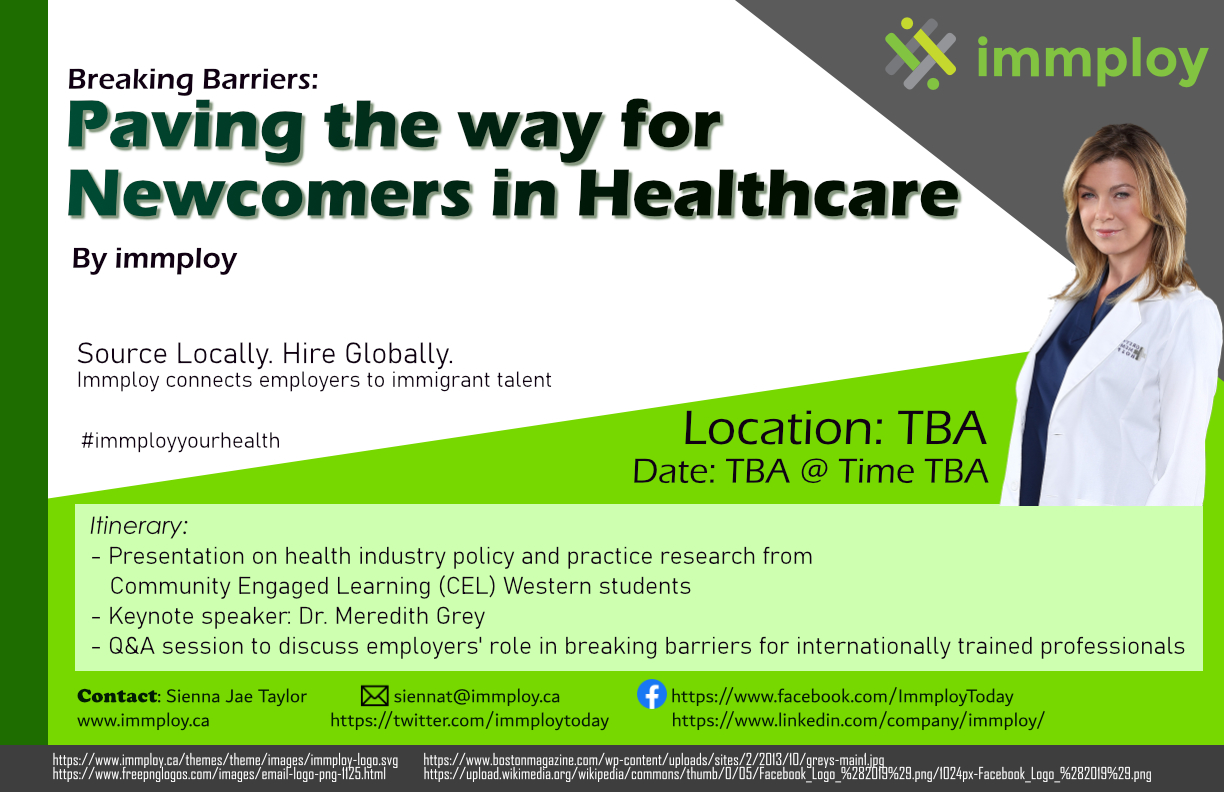 immploy
Breaking Barriers:
Paving the way for
Newcomers in Healthcare
By immploy
Source Locally. Hire Globally.
Immploy connects employers to immigrant talent
#immployyourhealth
Location: TBA
Date: TBA @ Time TBA
Itinerary:
- Presentation on health industry policy and practice research from
Community Engaged Learning (CEL) Western students
- Keynote speaker: Dr. Meredith Grey
- Q&A session to discuss employers' role in breaking barriers for internationally trained professionals
Contact: Sienna Jae Taylor
siennat@immploy.ca
https://www.facebook.com/ImmployToday
www.immploy.ca
https://twitter.com/immploytoday
https://www.linkedin.com/company/immploy/
https://www.immploy.ca/themes/theme/images/immploy-logo.svg
https://www.bostonmagazine.com/wp-content/uploads/sites/2/2013/10/greys-main1.jpg
https://www.freepnglogos.com/images/email-logo-png-1125.html
https://upload.wikimedia.org/wikipedia/commons/thumb/0/05/Facebook_Logo_%282019%29.png/1024px-Facebook_Logo_%282019%29.png